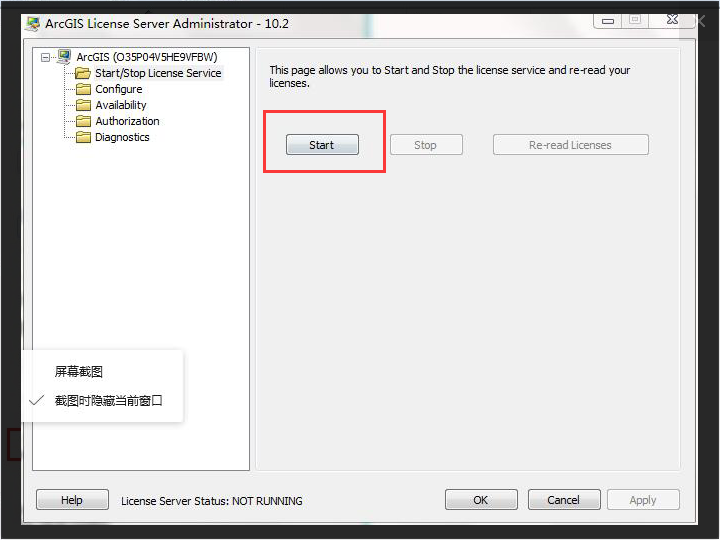 ArcGIS License Server Administrator - 10.2
ArcGIS (O35P04V5HE9VFBW)
Start/Stop License Service
Configure
Availability
Authorization
Diagnostics
This page allows you to Start and Stop the license service and re-read your
licenses.
Start
Stop
Re-read Licenses
屏幕截图
截图时隐藏当前窗口
Help
License Server Status: NOT RUNNING
OK
Cancel
Apply